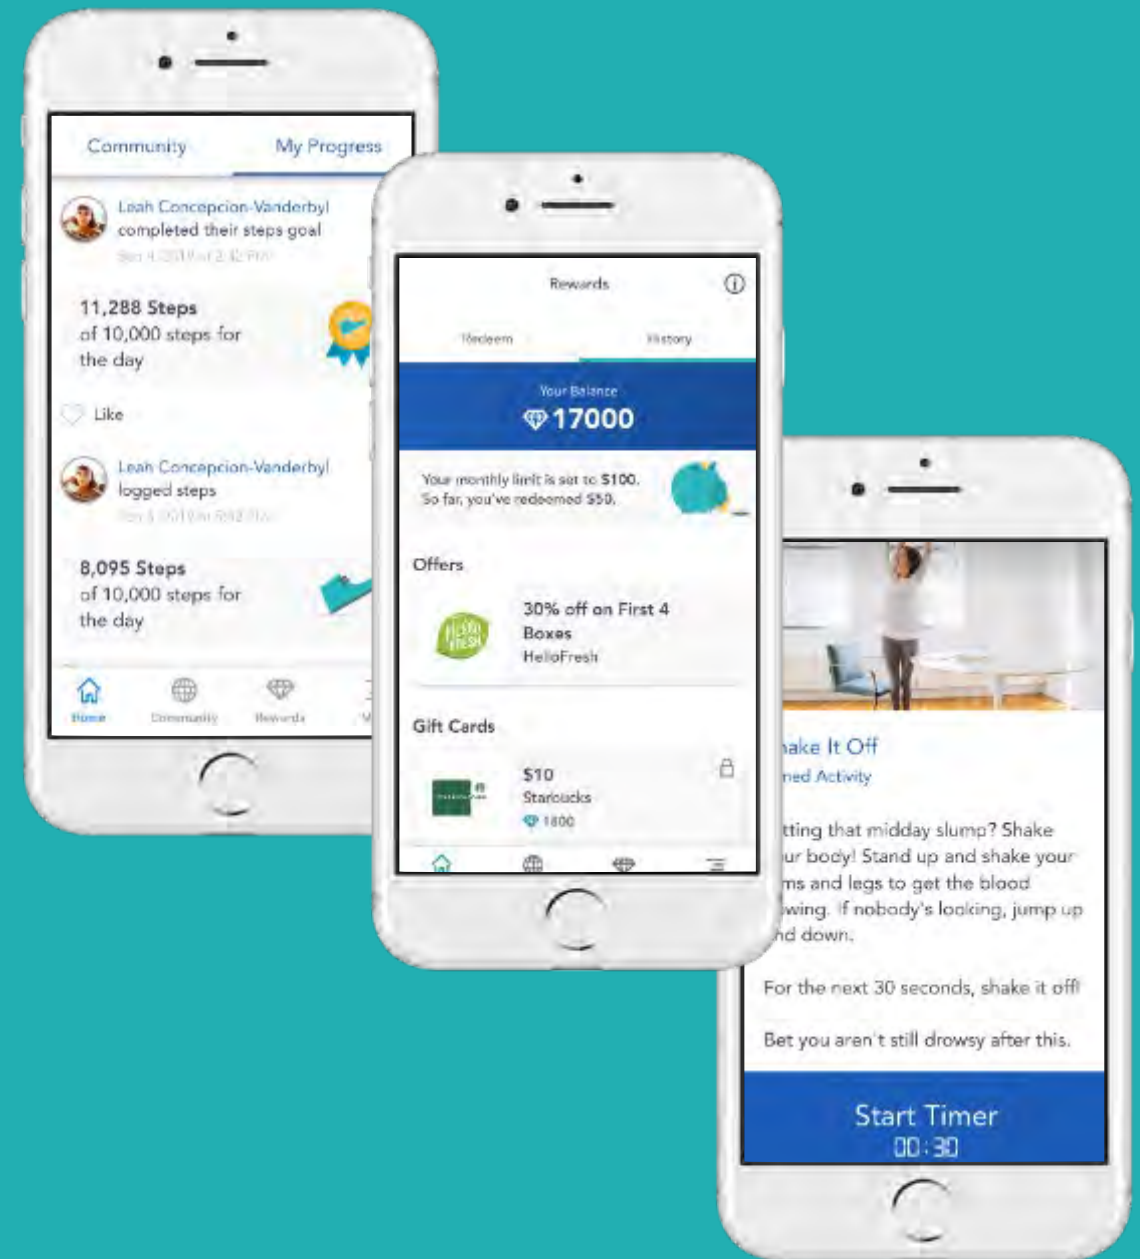 Community My Progress
Leah Concepcion-Vanderbyl
completed their steps goal
11,288 Steps
of 10,000 steps for
the day
Like
Leah Concepcion-Vanderbyl
logged steps
8,095 Steps
of 10,000 steps for
the day
Home Community Rewards
Rewards
Redeem History
Your Balance
17000
Your monthly limit is set to $100.
So far, you've redeemed $50.
Offers
HELLO
FRESH
30% off on First 4
Boxes
HelloFresh
Gift Cards
$10
Starbucks
1800
ake It Off
ned Activity
tting that midday slump? Shake
ur body! Stand up and shake your
ms and legs to get the blood
wing. If nobody's looking, jump up
nd down.
For the next 30 seconds, shake it off!
Bet you aren't still drowsy after this.
Start Timer
00:30